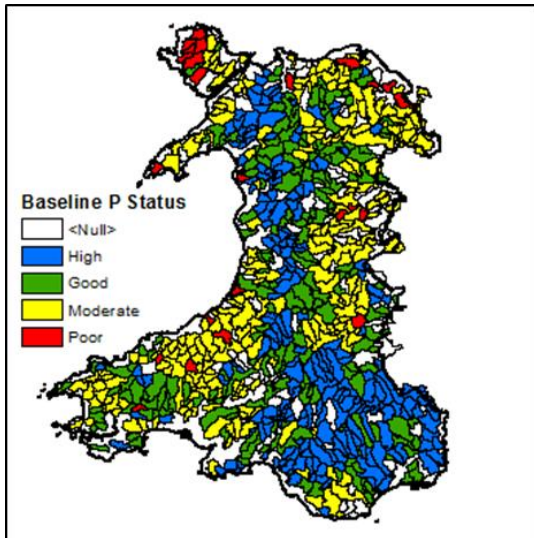 Baseline P Status
<Null>
High
Good
Moderate
Poor